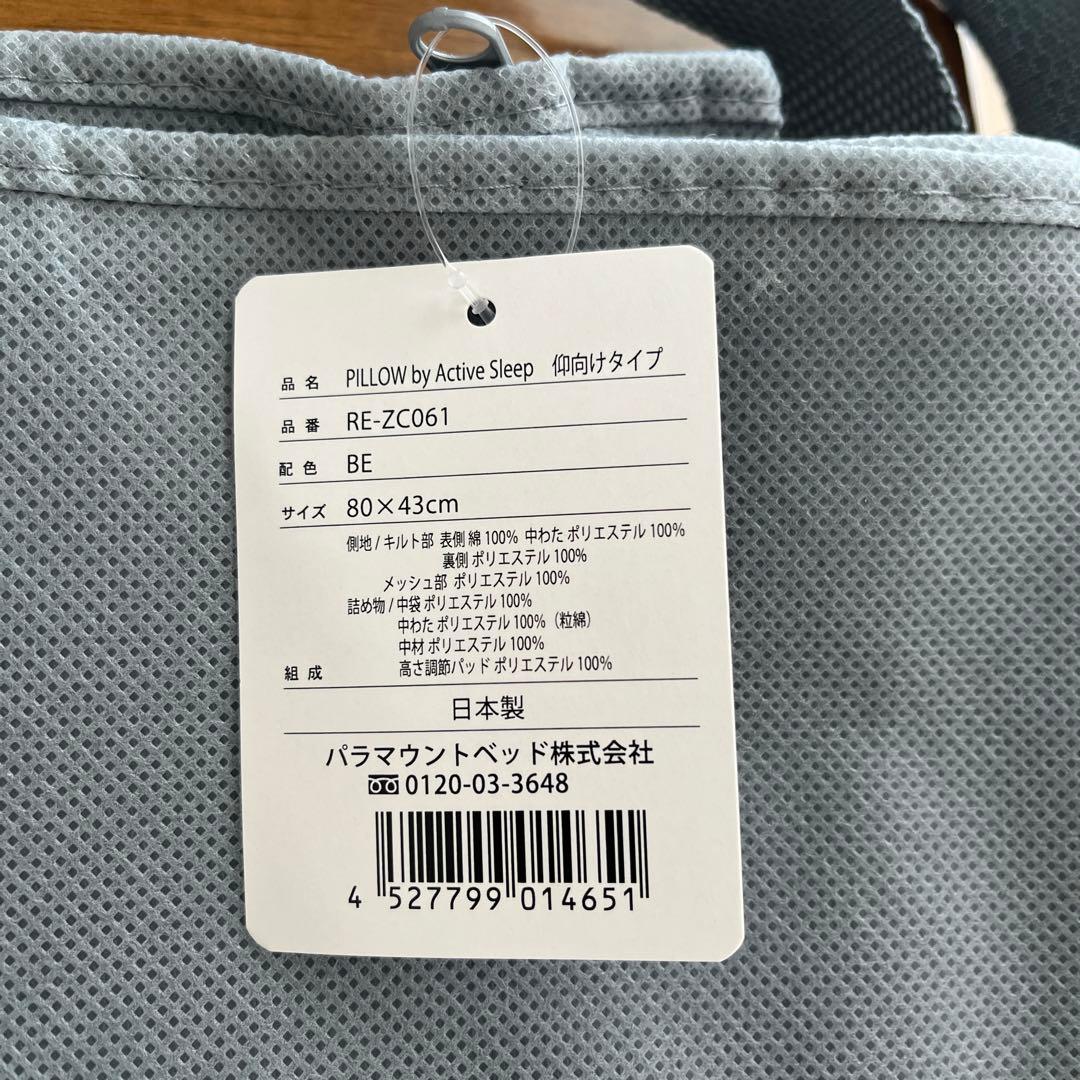 品名 PILLOW by Active Sleep 仰向けタイプ
品番 RE-ZC061
配色 BE
サイズ 80×43cm
側地 / キルト部 表側 綿 100% 中わた ポリエステル 100%
裏側 ポリエステル 100%
メッシュ部 ポリエステル 100%
詰め物 / 中袋 ポリエステル 100%
中わた ポリエステル 100%（粒綿）
中材 ポリエステル 100%
組成 高さ調節パッド ポリエステル 100%
日本製
パラマウントベッド株式会社
0120-03-3648
4 527799 014651